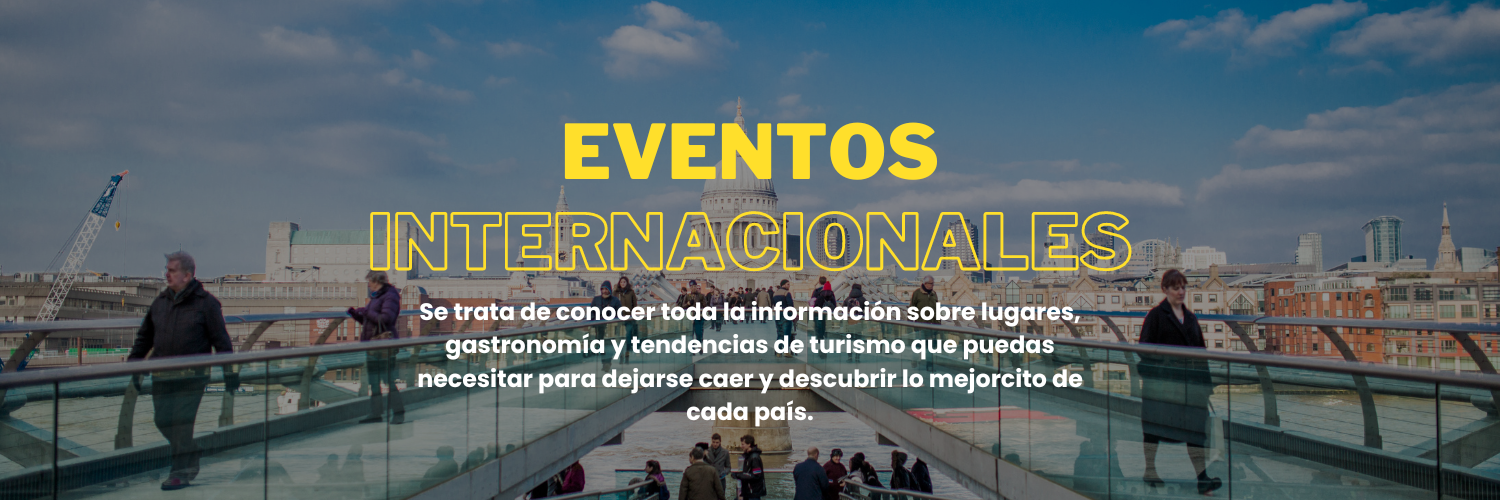 EVENTOS
INTERNACIONALES
Se trata de conocer toda la información sobre lugares,
gastronomía y tendencias de turismo que puedas
necesitar para dejarse caer y descubrir lo mejorcito de
cada país.